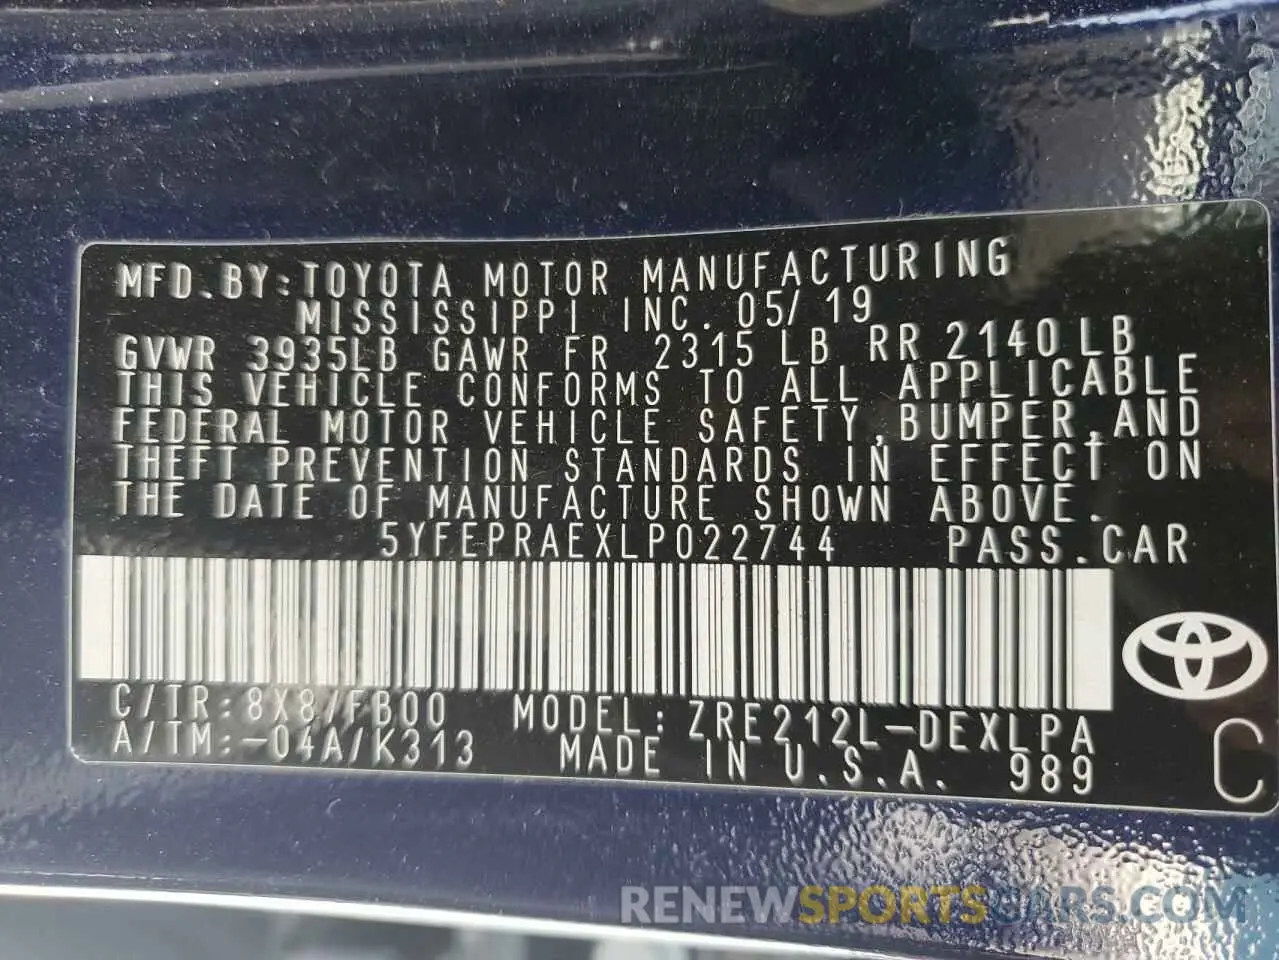 MFD.BY:TOYOTA MOTOR MANUFACTURING
MISSISSIPPI INC. 05/19
GVWR 3935LB GAWR FR 2315 LB RR 2140LB
THIS VEHICLE CONFORMS TO ALL APPLICABLE
FEDERAL MOTOR VEHICLE SAFETY,BUMPER,AND
THEFT PREVENTION STANDARDS IN EFFECT ON
THE DATE OF MANUFACTURE SHOWN ABOVE.
5YFEPRAEXLP022744 PASS.CAR
C/TR:8X8/FB00 MODEL:ZRE212L-DEXLPA
A/TM:-04A/K313 MADE IN U.S.A. 989
C
RENEWSPORTSCARS.COM